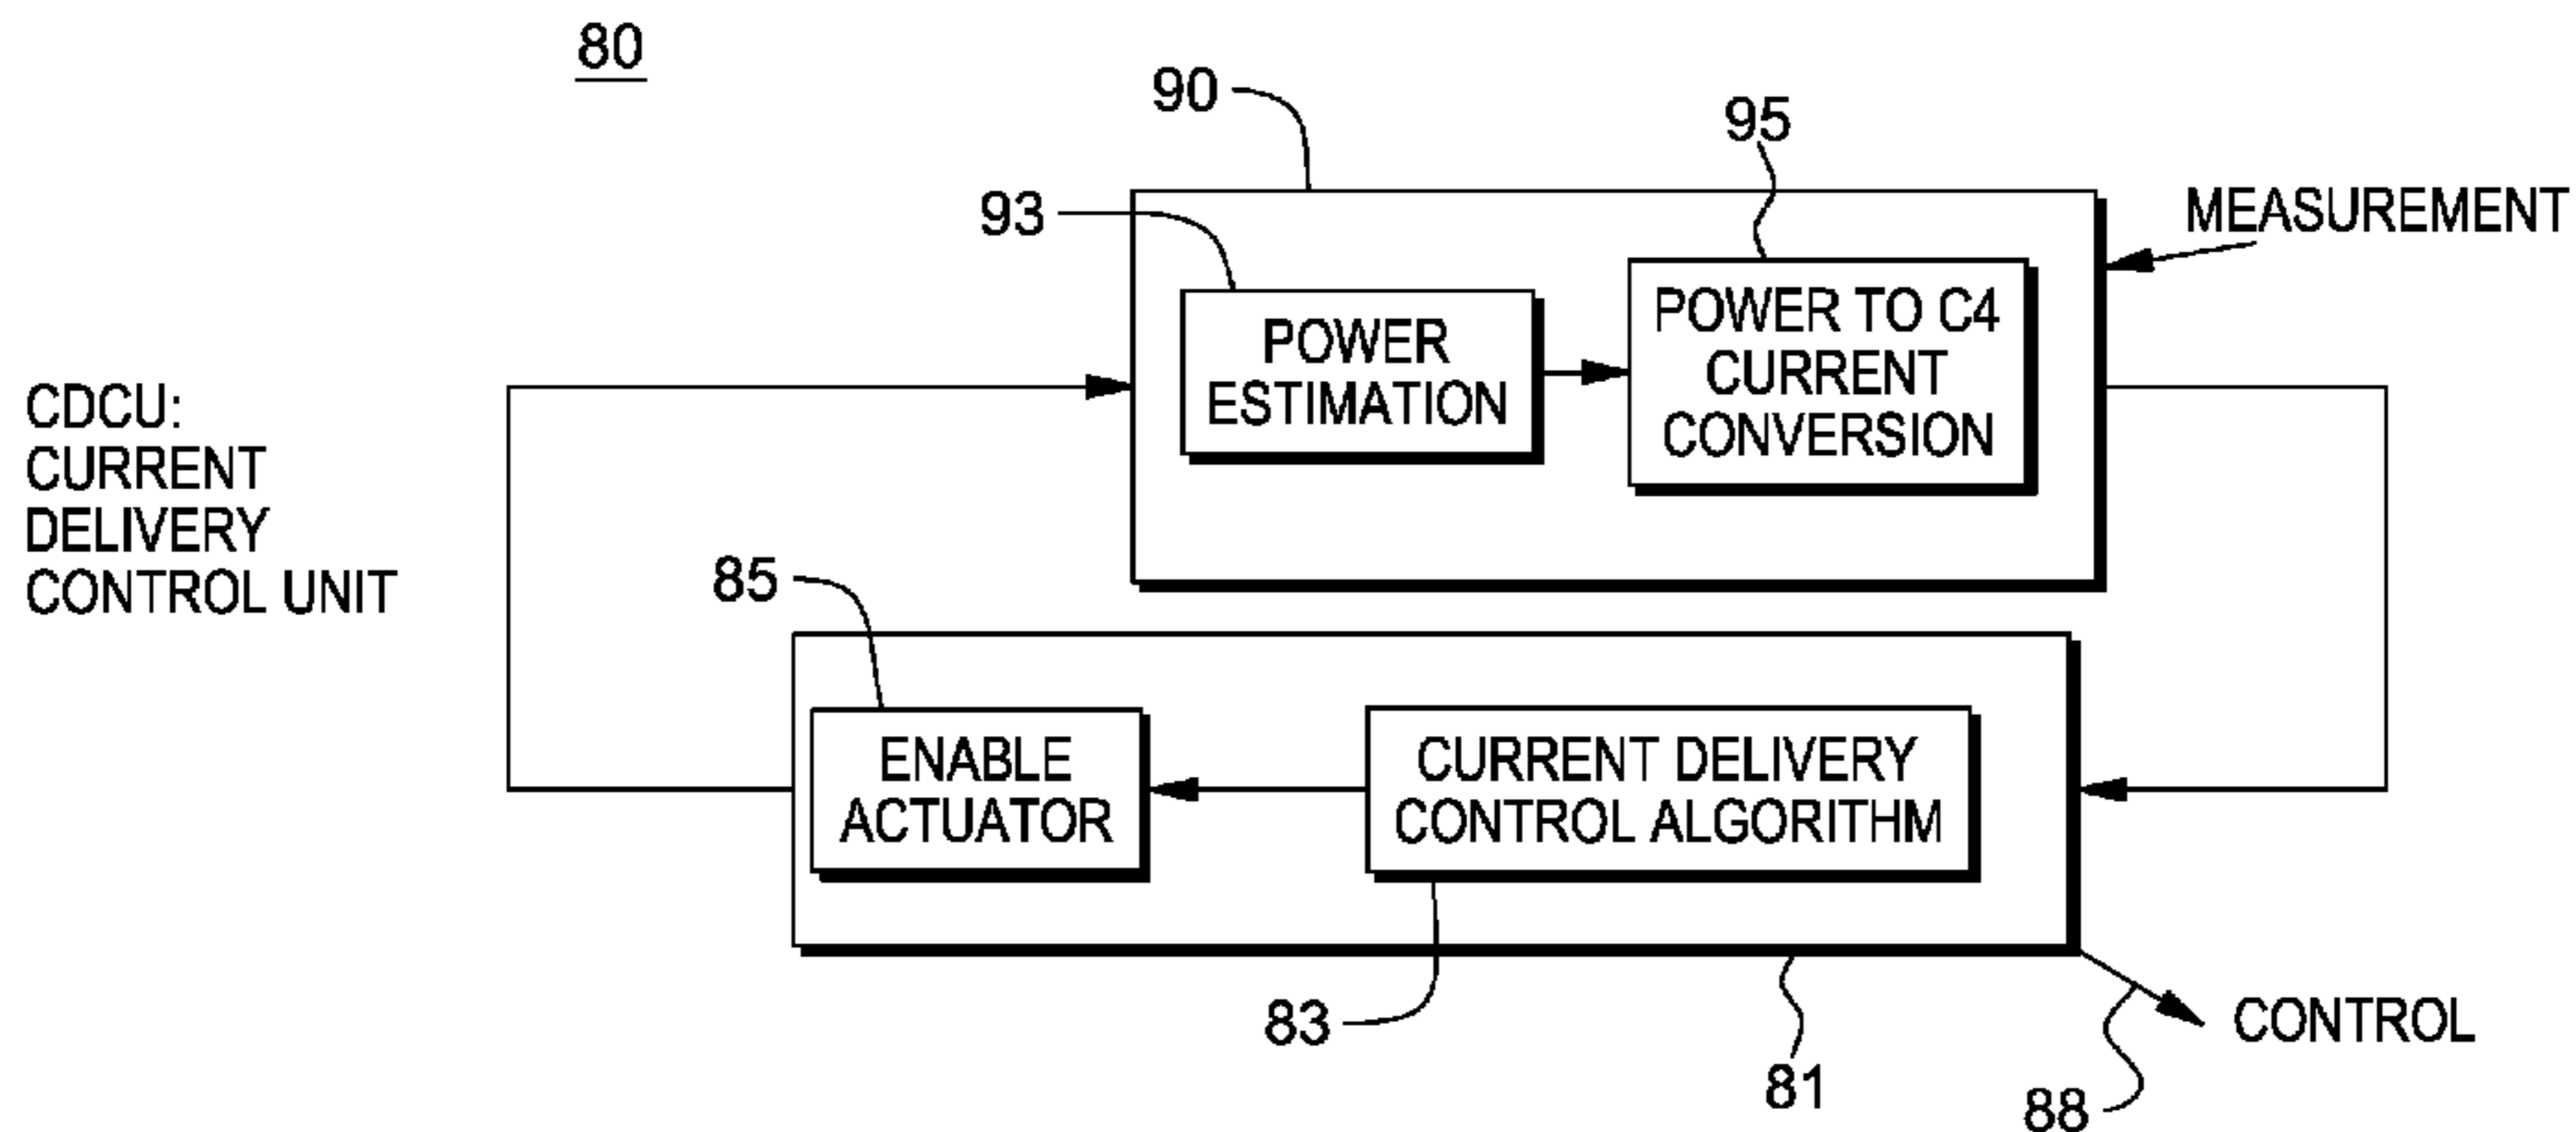 80
90
95
93
MEASUREMENT
POWER
ESTIMATION
POWER TO C4
CURRENT
CONVERSION
CDCU:
CURRENT
DELIVERY
CONTROL UNIT
85
ENABLE
ACTUATOR
CURRENT DELIVERY
CONTROL ALGORITHM
83
81
CONTROL
88